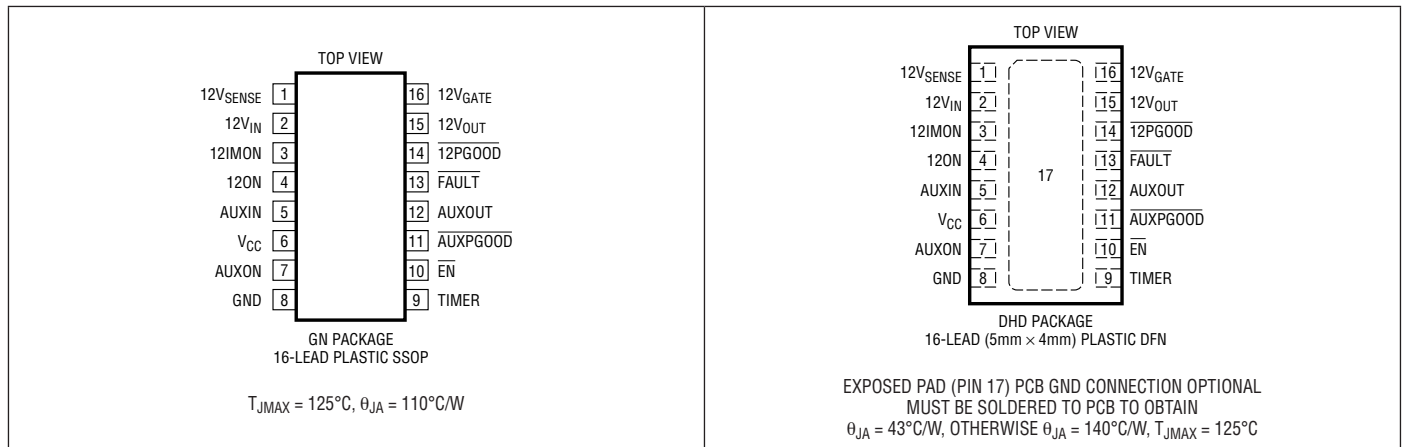 TOP VIEW
12VSENSE 1 16 12VGATE
12VIN 2 15 12VOUT
12IMON 3 14 12PGOOD
12ON 4 13 FAULT
AUXIN 5 12 AUXOUT
VCC 6 11 AUXPGOOD
AUXON 7 10 EN
GND 8 9 TIMER
GN PACKAGE
16-LEAD PLASTIC SSOP
TJMAX = 125°C, θJA = 110°C/W
TOP VIEW
12VSENSE 1 16 12VGATE
12VIN 2 15 12VOUT
12IMON 3 14 12PGOOD
12ON 4 13 FAULT
17
AUXIN 5 12 AUXOUT
VCC 6 11 AUXPGOOD
AUXON 7 10 EN
GND 8 9 TIMER
DHD PACKAGE
16-LEAD (5mm × 4mm) PLASTIC DFN
EXPOSED PAD (PIN 17) PCB GND CONNECTION OPTIONAL
MUST BE SOLDERED TO PCB TO OBTAIN
θJA = 43°C/W, OTHERWISE θJA = 140°C/W, TJMAX = 125°C